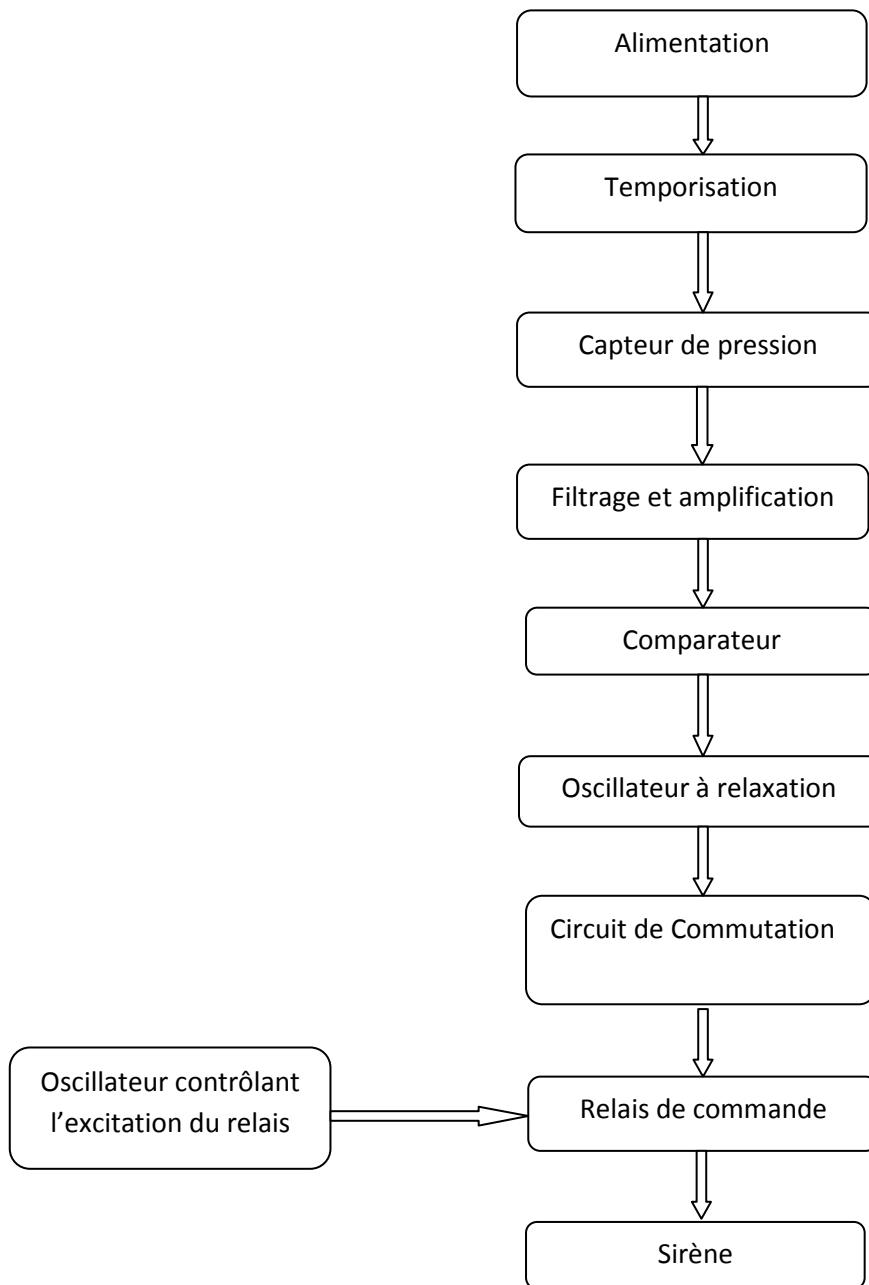 Alimentation
Temporisation
Capteur de pression
Filtrage et amplification
Comparateur
Oscillateur à relaxation
Circuit de Commutation
Oscillateur contrôlant
l’excitation du relais
Relais de commande
Sirène